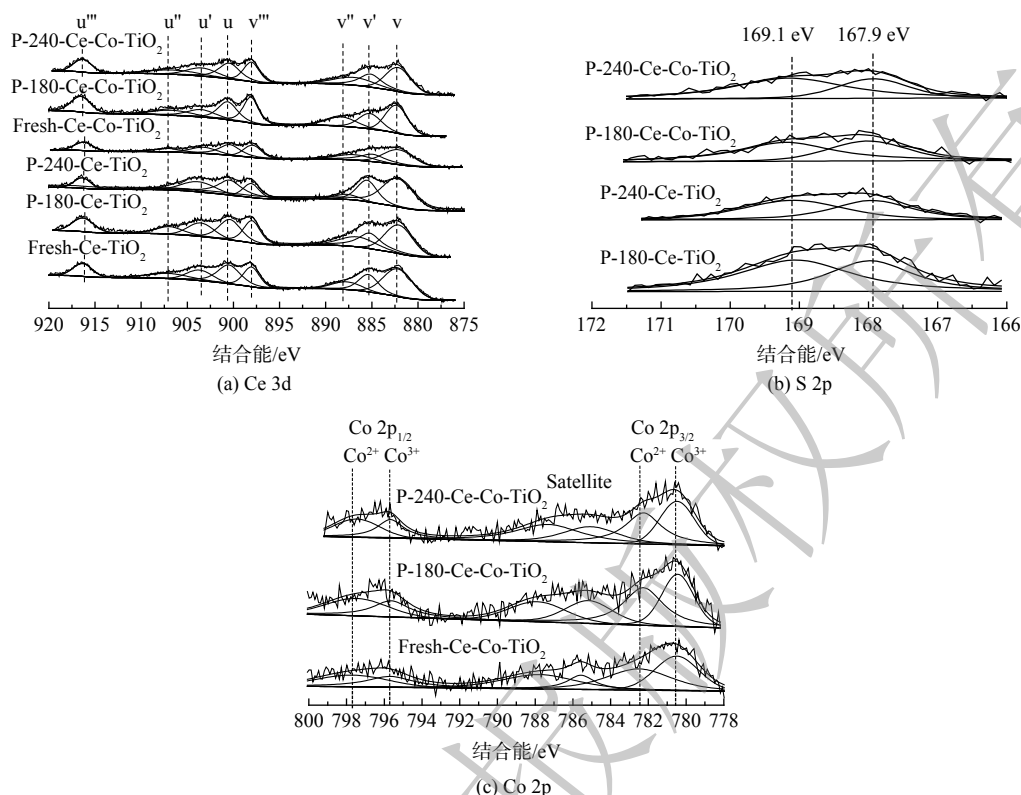 u''' u'' u' u v''' v'' v' v
P-240-Ce-Co-TiO₂
P-180-Ce-Co-TiO₂
Fresh-Ce-Co-TiO₂
P-240-Ce-TiO₂
P-180-Ce-TiO₂
Fresh-Ce-TiO₂
920 915 910 905 900 895 890 885 880 875
结合能/eV
(a) Ce 3d
169.1 eV 167.9 eV
P-240-Ce-Co-TiO₂
P-180-Ce-Co-TiO₂
P-240-Ce-TiO₂
P-180-Ce-TiO₂
172 171 170 169 168 167 166
结合能/eV
(b) S 2p
Co 2p₁/₂ Co 2p₃/₂
Co²⁺ Co³⁺ Co²⁺ Co³⁺
Satellite
P-240-Ce-Co-TiO₂
P-180-Ce-Co-TiO₂
Fresh-Ce-Co-TiO₂
800 798 796 794 792 790 788 786 784 782 780 778
结合能/eV
(c) Co 2p
版权所有